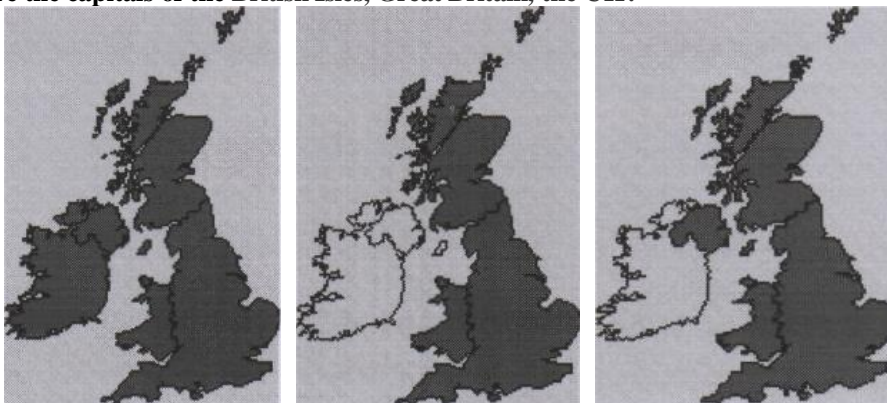 the capitals of the British Isles, Great Britain, the UK?